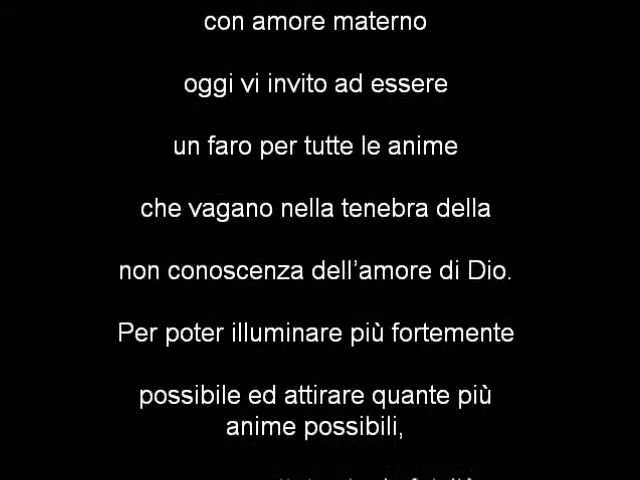 con amore materno
oggi vi invito ad essere
un faro per tutte le anime
che vagano nella tenebra della
non conoscenza dell’amore di Dio.
Per poter illuminare più fortemente
possibile ed attirare quante più
anime possibili,